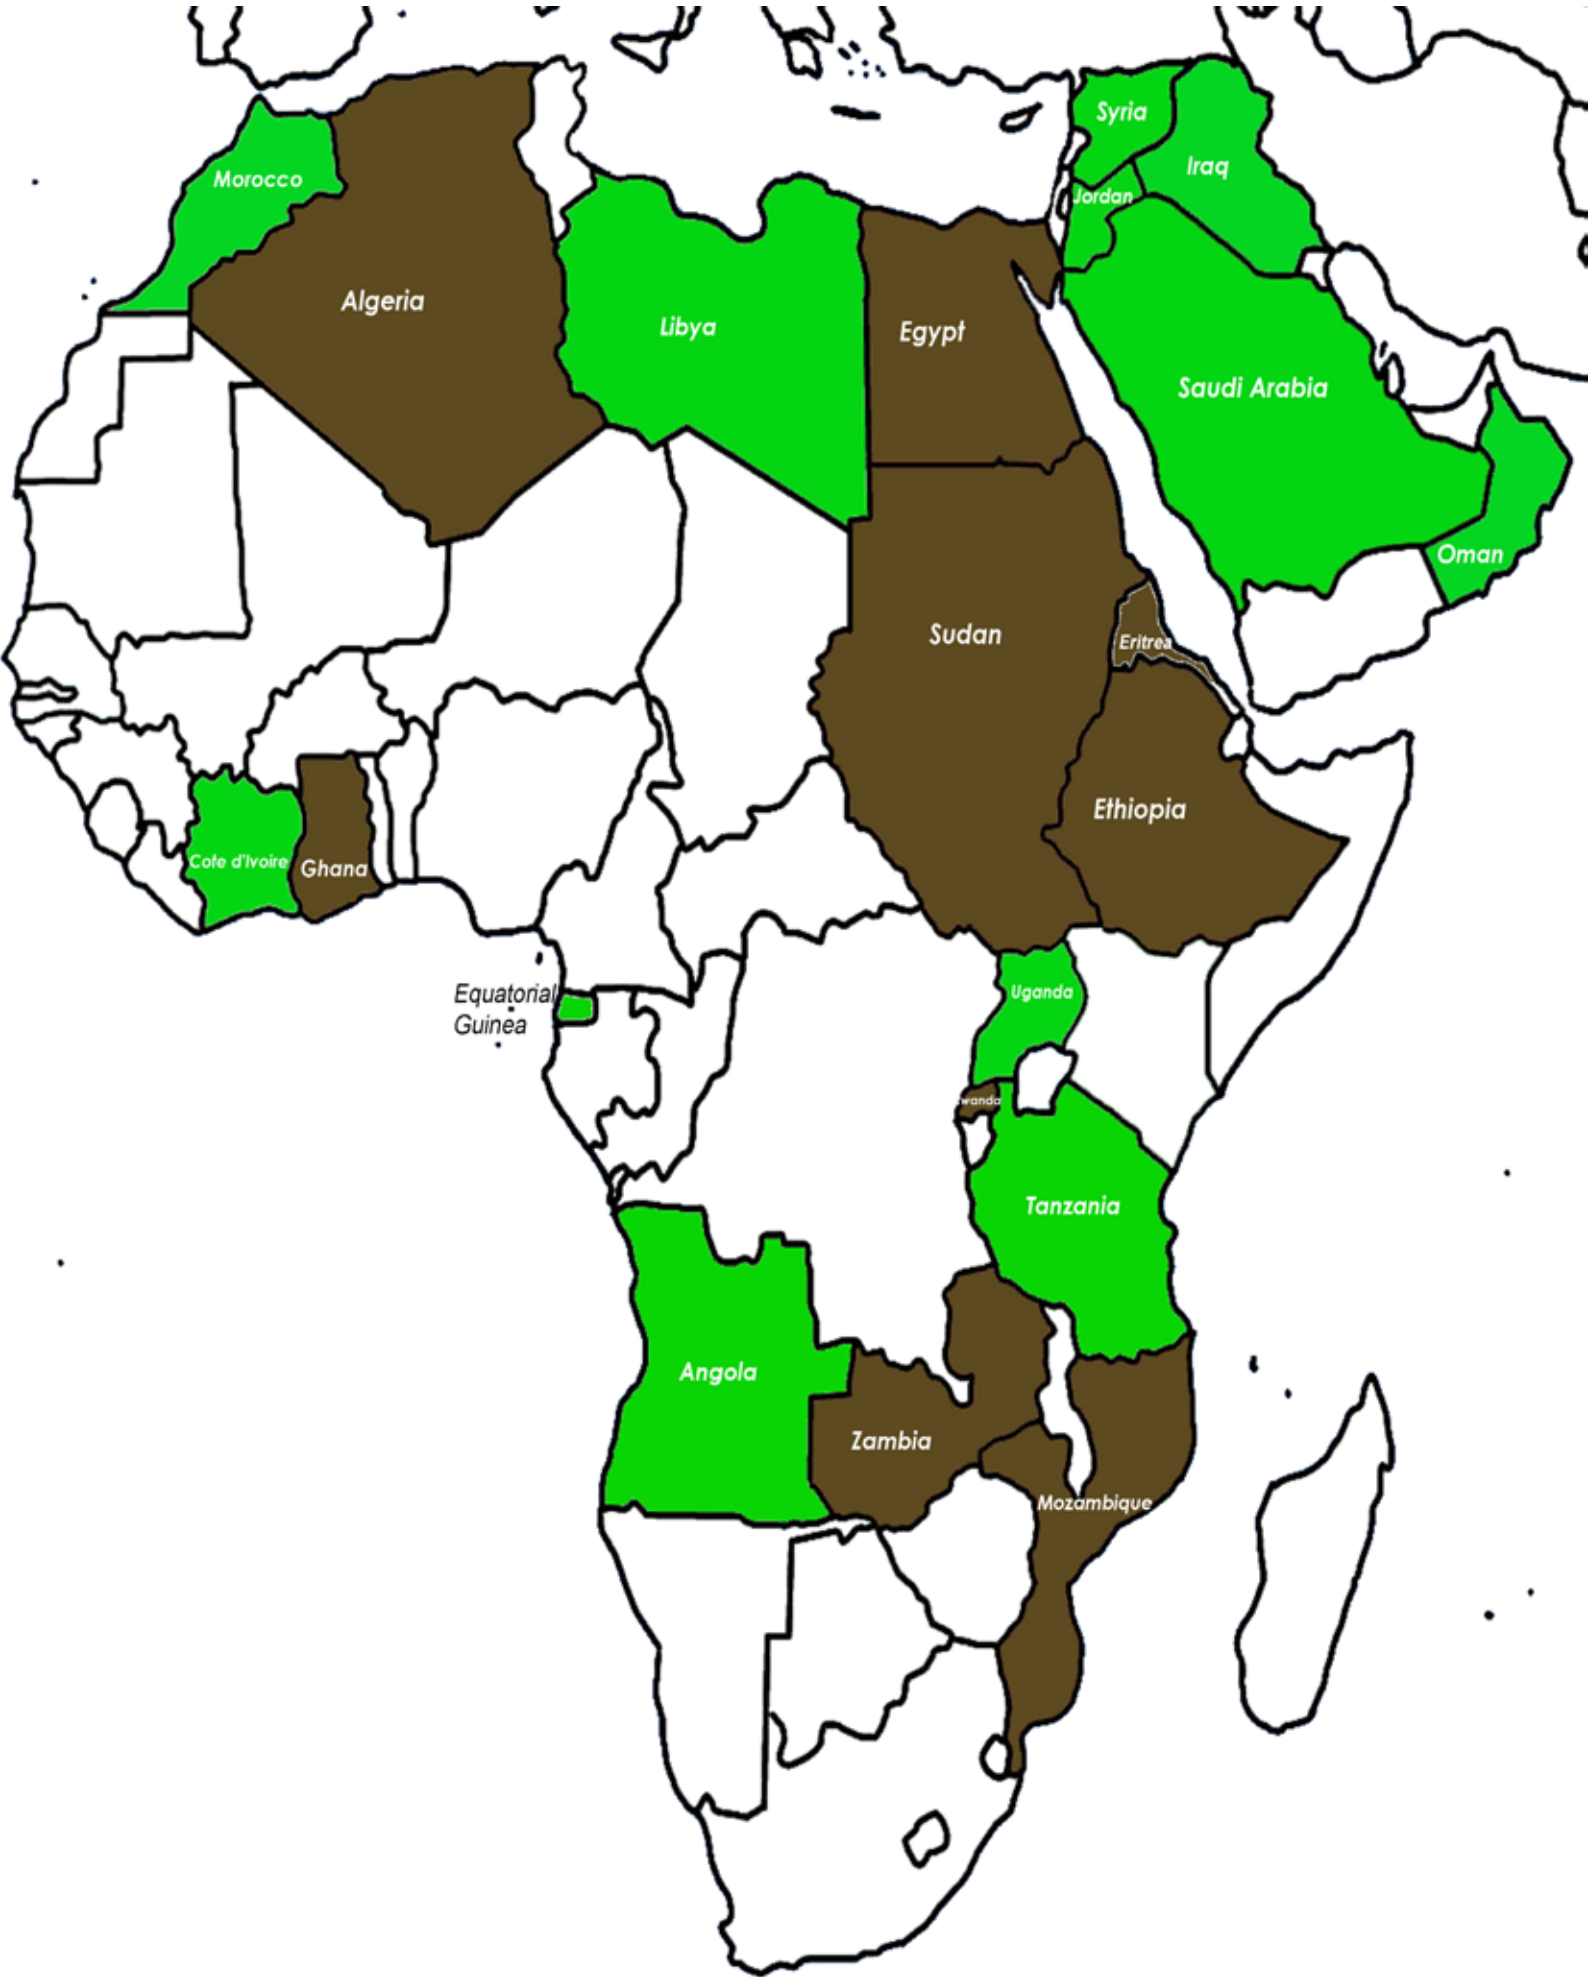 Syria
Iraq
Morocco
Jordan
Algeria
Libya
Egypt
Saudi Arabia
Oman
Sudan
Eritrea
Ethiopia
Cote d'Ivoire
Ghana
Equatorial
Guinea
Uganda
wanda
Tanzania
Angola
Zambia
Mozambique